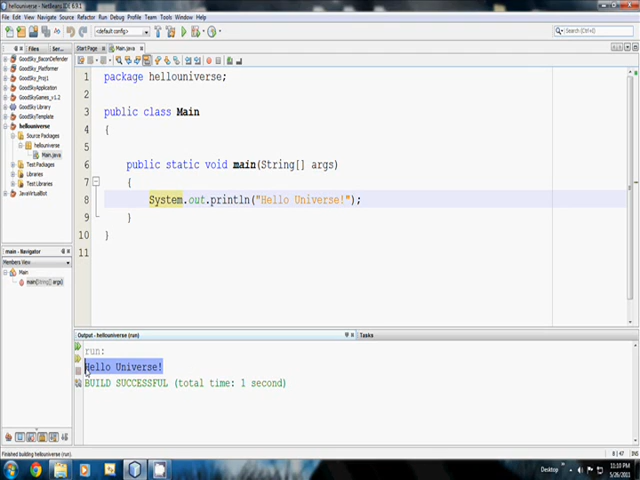 hellouniverse - NetBeans IDE 6.9.1
File Edit View Navigate Source Refactor Run Debug Profile Team Tools Window Help
<default config>
Search (Ctrl+I)
Files Ser...
Start Page Main.java
GoodSky_BaconDefender
GoodSky_Platformer
GoodSky_Proj1
GoodSkyApplication
GoodSkyGames_v1.2
GoodSky Library
GoodSkyTemplate
hellouniverse
Source Packages
hellouniverse
Main.java
Test Packages
Libraries
Test Libraries
JavaVirtualBot
1 package hellouniverse;
2
3 public class Main
4 {
5
6 public static void main(String[] args)
7 {
8 System.out.println("Hello Universe!");
9 }
10 }
11
main - Navigator
Members View
Main
main(String[] args)
Output - hellouniverse (run)
Tasks
run:
Hello Universe!
BUILD SUCCESSFUL (total time: 1 second)
Finished building hellouniverse (run).
8 | 47 INS
Desktop
11:10 PM
5/26/2011